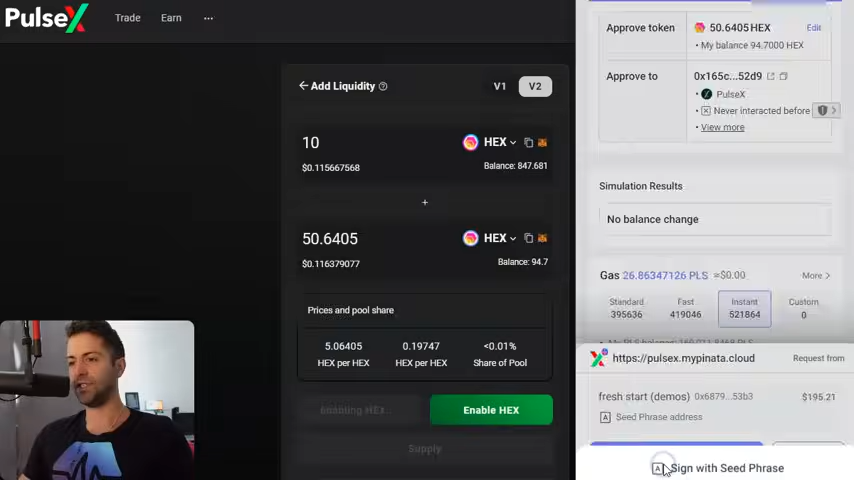 PulseX
Trade
Earn
Add Liquidity
V1
V2
10
HEX
$0.115667568
Balance: 847.681
+
50.6405
HEX
$0.116379077
Balance: 94.7
Prices and pool share
5.06405
0.19747
<0.01%
HEX per HEX
HEX per HEX
Share of Pool
Enabling HEX..
Enable HEX
Supply
Approve token
50.6405 HEX
Edit
• My balance 94.7000 HEX
Approve to
0x165c...52d9
• PulseX
• Never interacted before
• View more
Simulation Results
No balance change
Gas 26.86347126 PLS ≈$0.00
More
Standard
395636
Fast
419046
Instant
521864
Custom
0
https://pulsex.mypinata.cloud
Request from
fresh start (demos) 0x6879...53b3
$195.21
Seed Phrase address
Sign with Seed Phrase